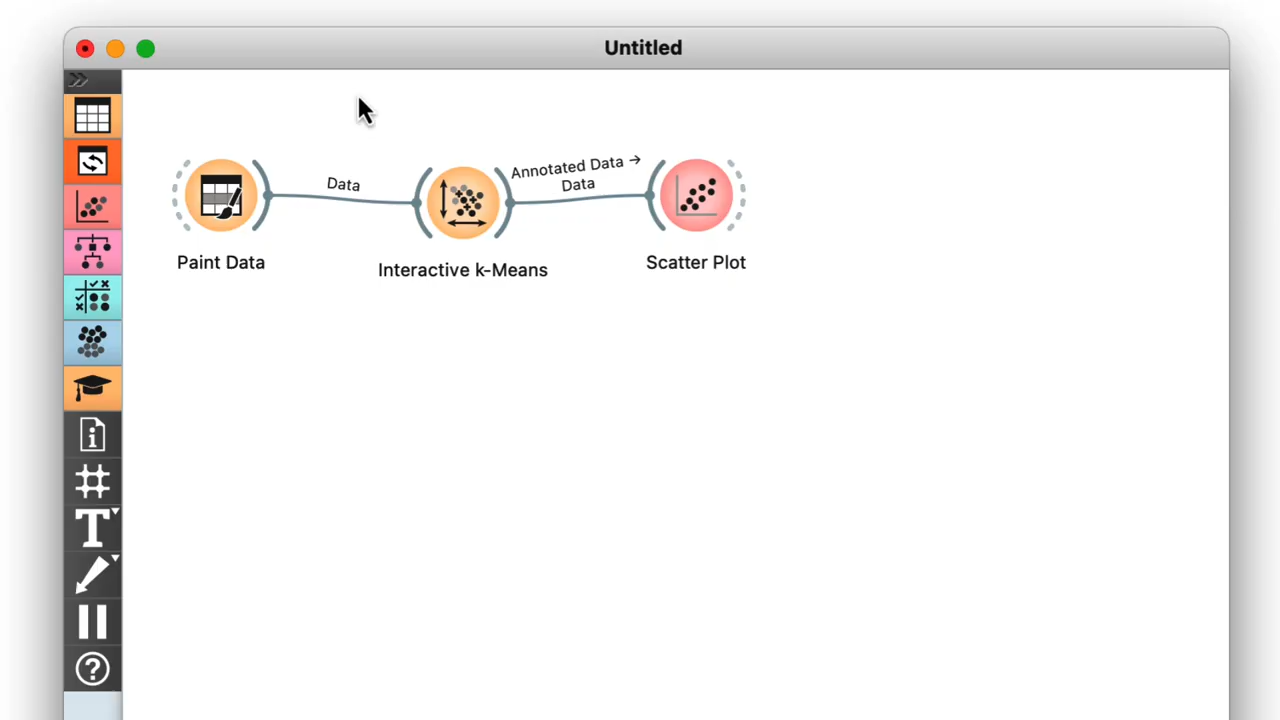 Untitled
Data
Annotated Data →
Data
Paint Data
Interactive k-Means
Scatter Plot